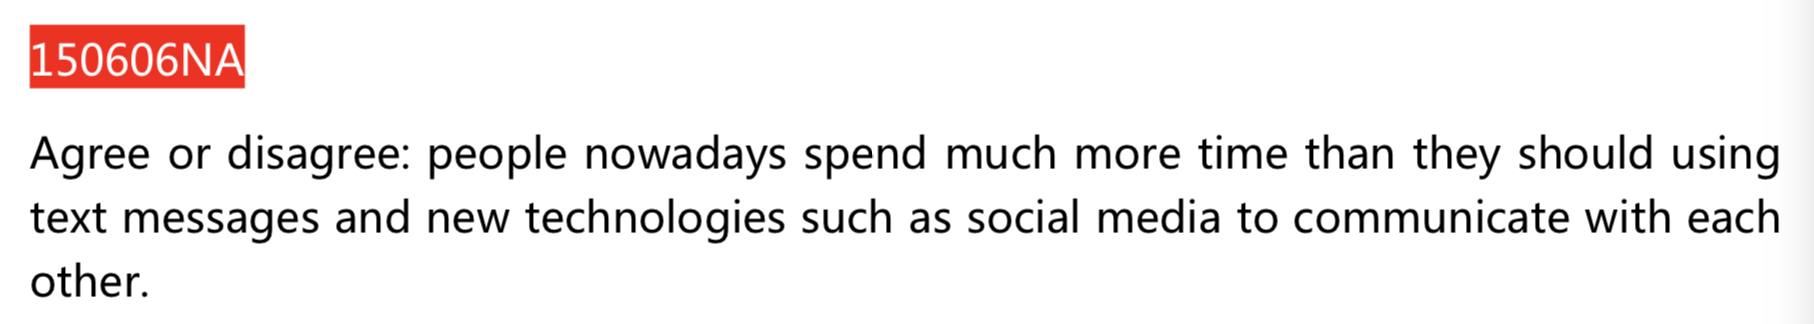 150606NA
Agree or disagree: people nowadays spend much more time than they should using
text messages and new technologies such as social media to communicate with each
other.